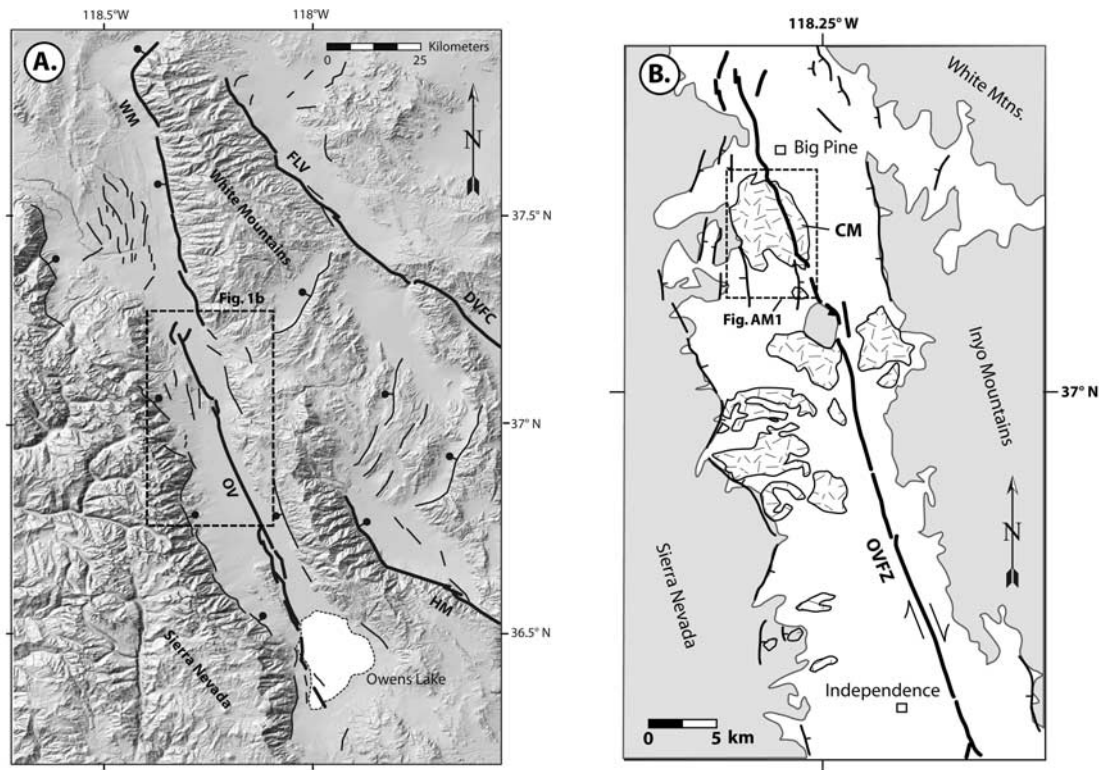 118.5°W
118°W
A.
Kilometers
0 10 25
N
WM
FLV
White Mountains
37.5° N
Fig. 1b
DVFC
37° N
OV
HM
36.5° N
Sierra Nevada
Owens Lake
118.25° W
B.
White Mtns.
Big Pine
CM
Fig. AM1
37° N
Inyo Mountains
N
OVFZ
Sierra Nevada
Independence
0 5 km